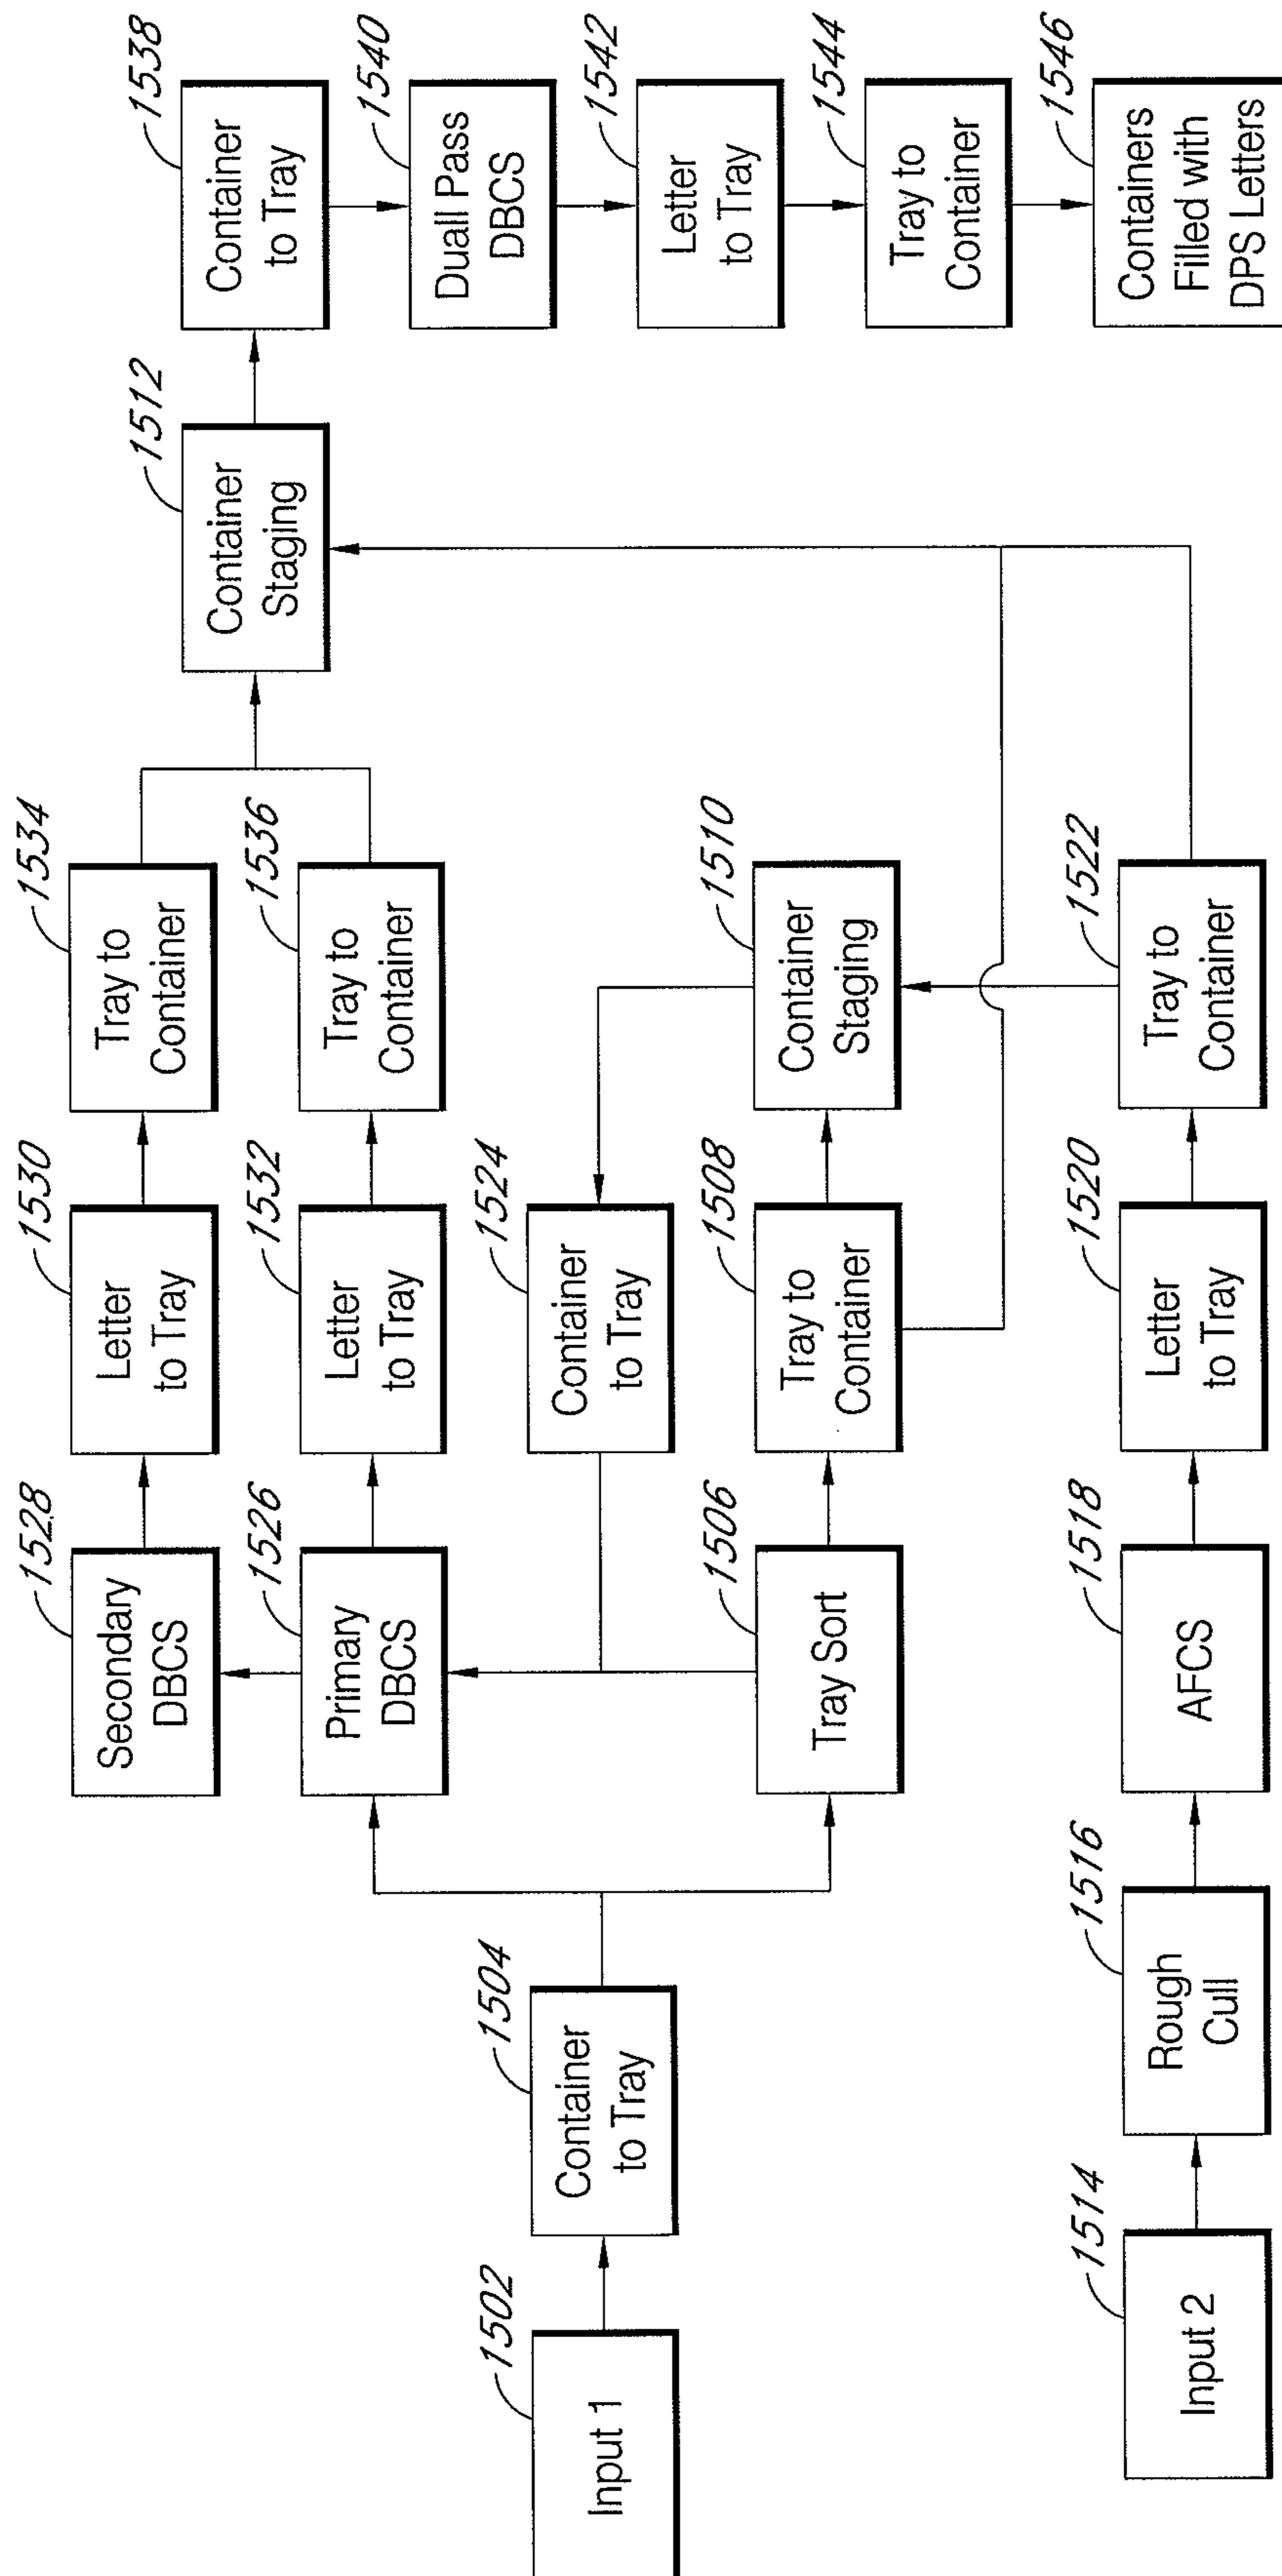 1502
Input 1
1504
Container
to Tray
1528
Secondary
DBCS
1526
Primary
DBCS
1506
Tray Sort
1530
Letter
to Tray
1532
Letter
to Tray
1524
Container
to Tray
1508
Tray to
Container
1534
Tray to
Container
1536
Tray to
Container
1510
Container
Staging
1512
Container
Staging
1514
Input 2
1516
Rough
Cull
1518
AFCS
1520
Letter
to Tray
1522
Tray to
Container
1538
Container
to Tray
1540
Duall Pass
DBCS
1542
Letter
to Tray
1544
Tray to
Container
1546
Containers
Filled with
DPS Letters